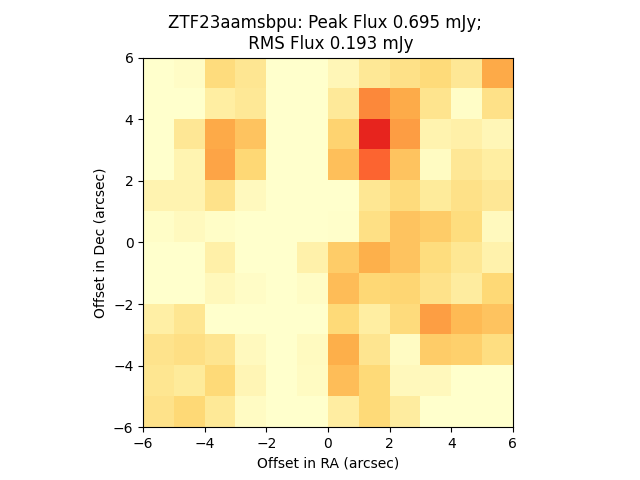 ZTF23aamsbpu: Peak Flux 0.695 mJy;
RMS Flux 0.193 mJy
6
4
2
0
−2
−4
−6
Offset in Dec (arcsec)
−6 −4 −2 0 2 4 6
Offset in RA (arcsec)